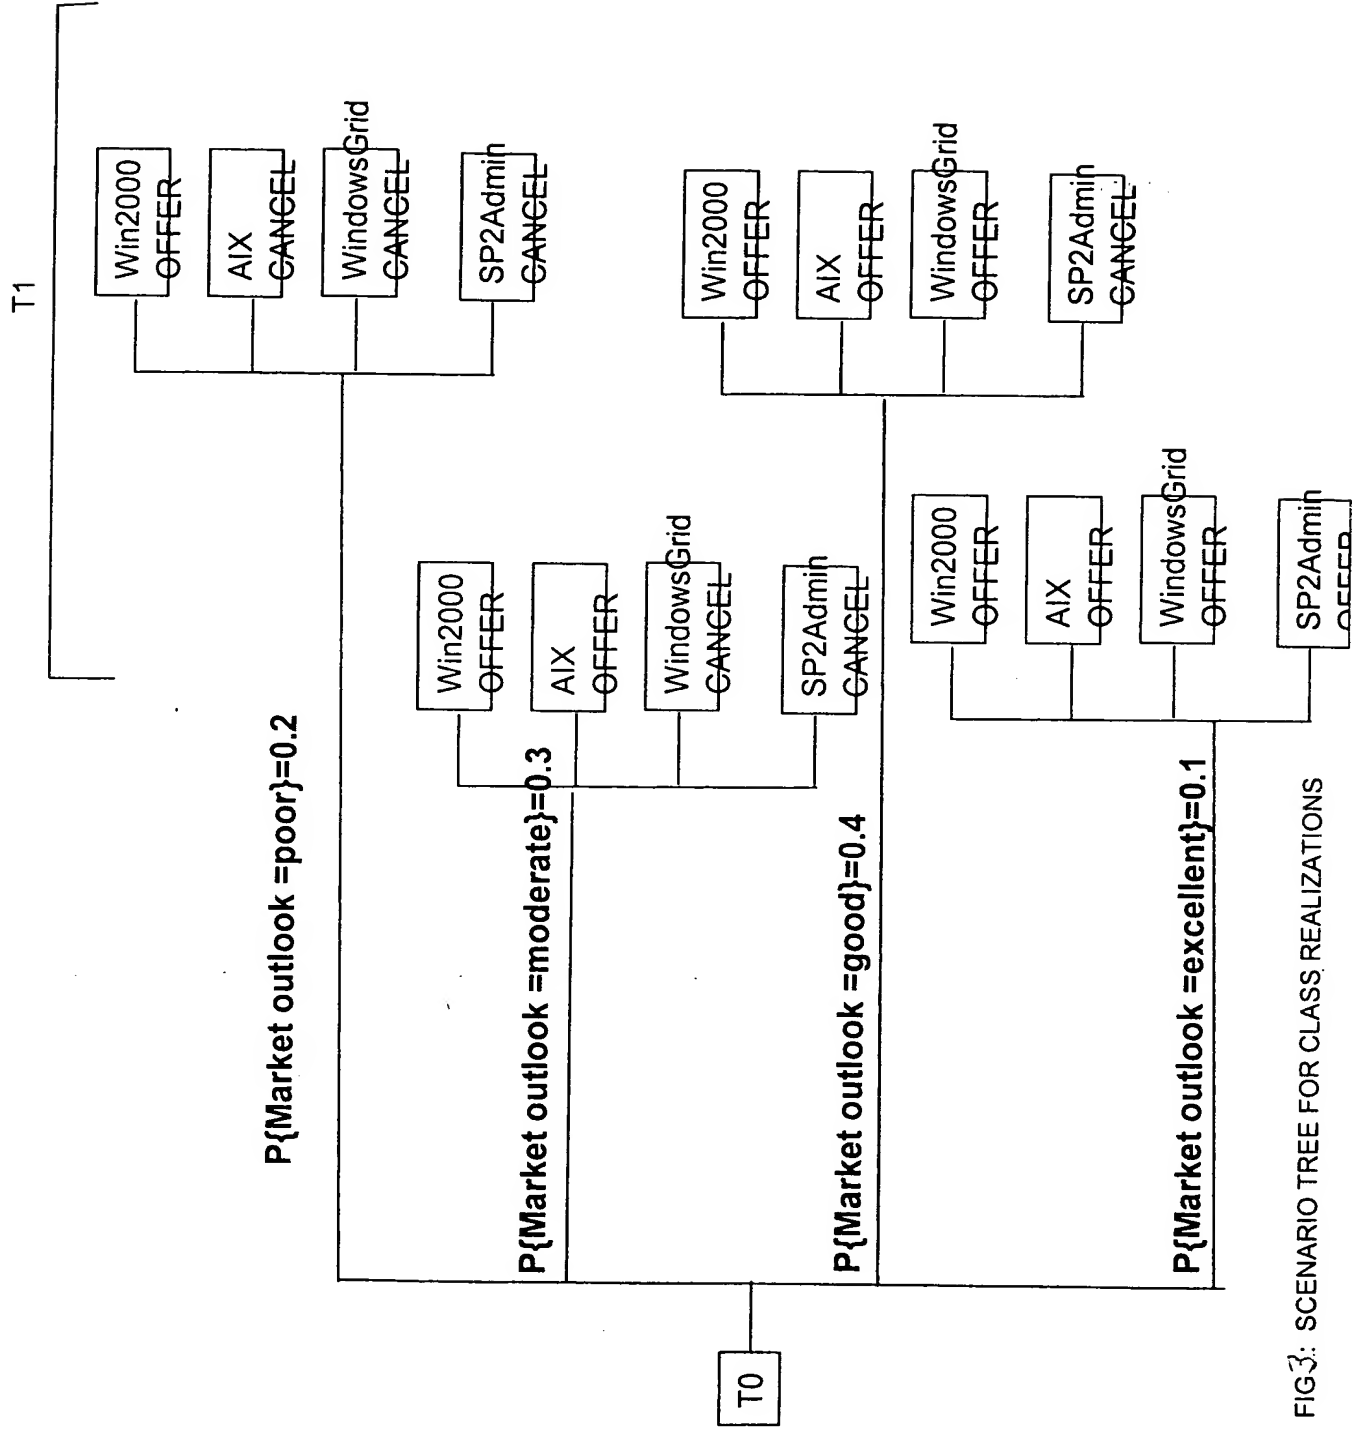 T1
P{Market outlook =poor}=0.2
Win2000
OFFER
AIX
CANCEL
WindowsGrid
CANCEL
SP2Admin
CANCEL
P{Market outlook =moderate}=0.3
Win2000
OFFER
AIX
OFFER
WindowsGrid
CANCEL
SP2Admin
CANCEL
P{Market outlook =good}=0.4
Win2000
OFFER
AIX
OFFER
WindowsGrid
OFFER
SP2Admin
CANCEL
P{Market outlook =excellent}=0.1
Win2000
OFFER
AIX
OFFER
WindowsGrid
OFFER
SP2Admin
OFFER
T0
FIG3: SCENARIO TREE FOR CLASS REALIZATIONS